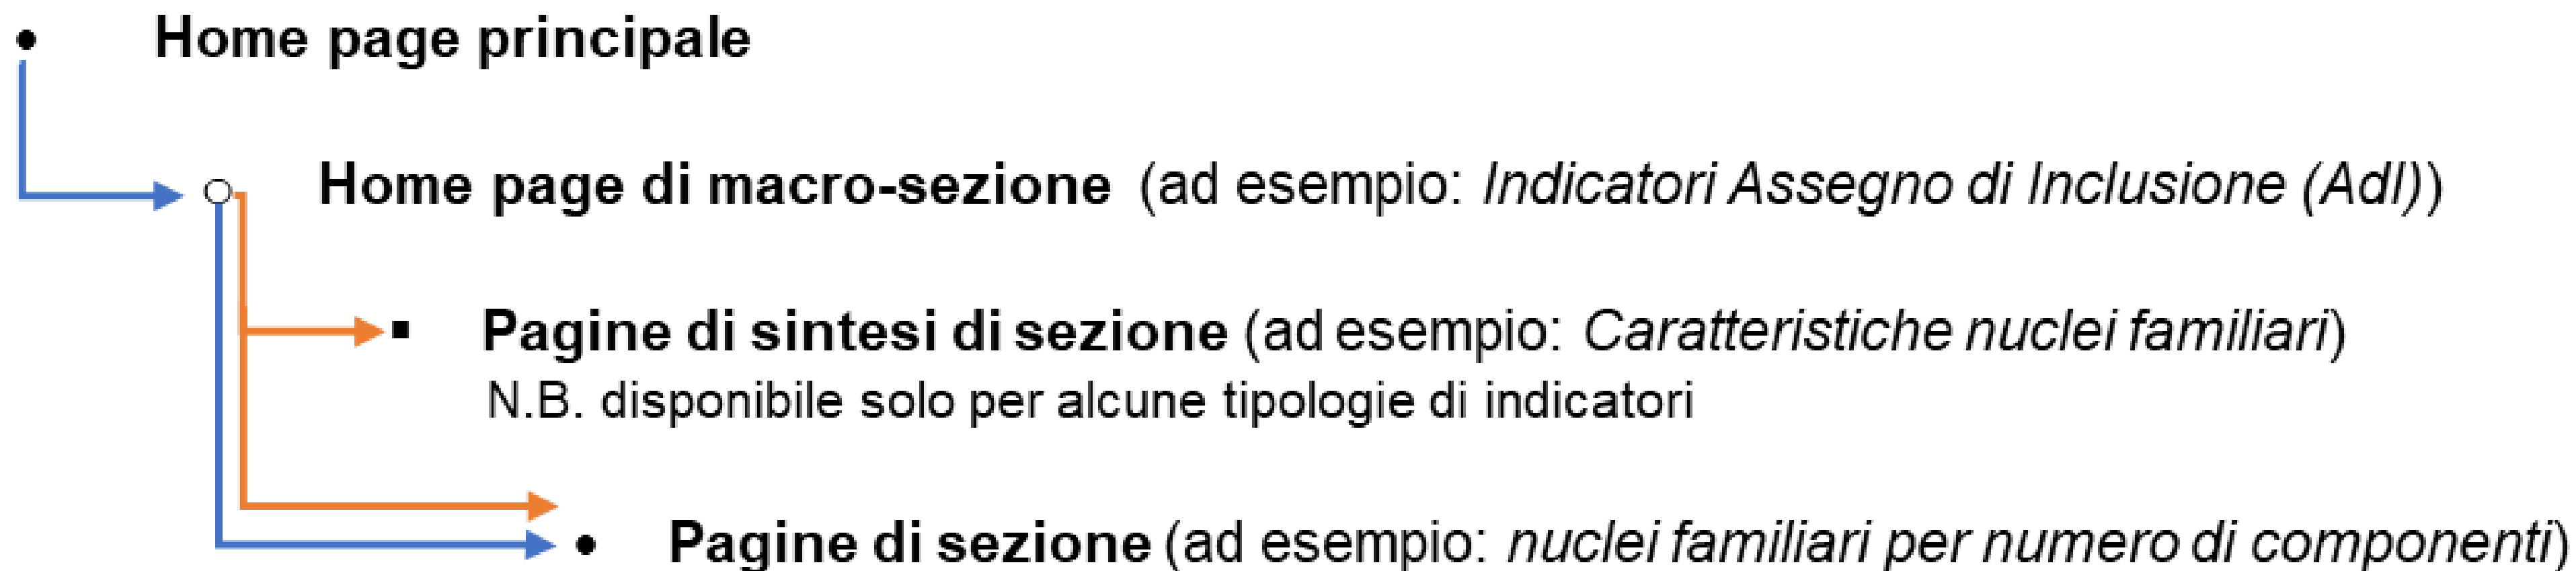 • Home page principale
○ Home page di macro-sezione (ad esempio: Indicatori Assegno di Inclusione (AdI))
▪ Pagine di sintesi di sezione (ad esempio: Caratteristiche nuclei familiari)
N.B. disponibile solo per alcune tipologie di indicatori
• Pagine di sezione (ad esempio: nuclei familiari per numero di componenti)